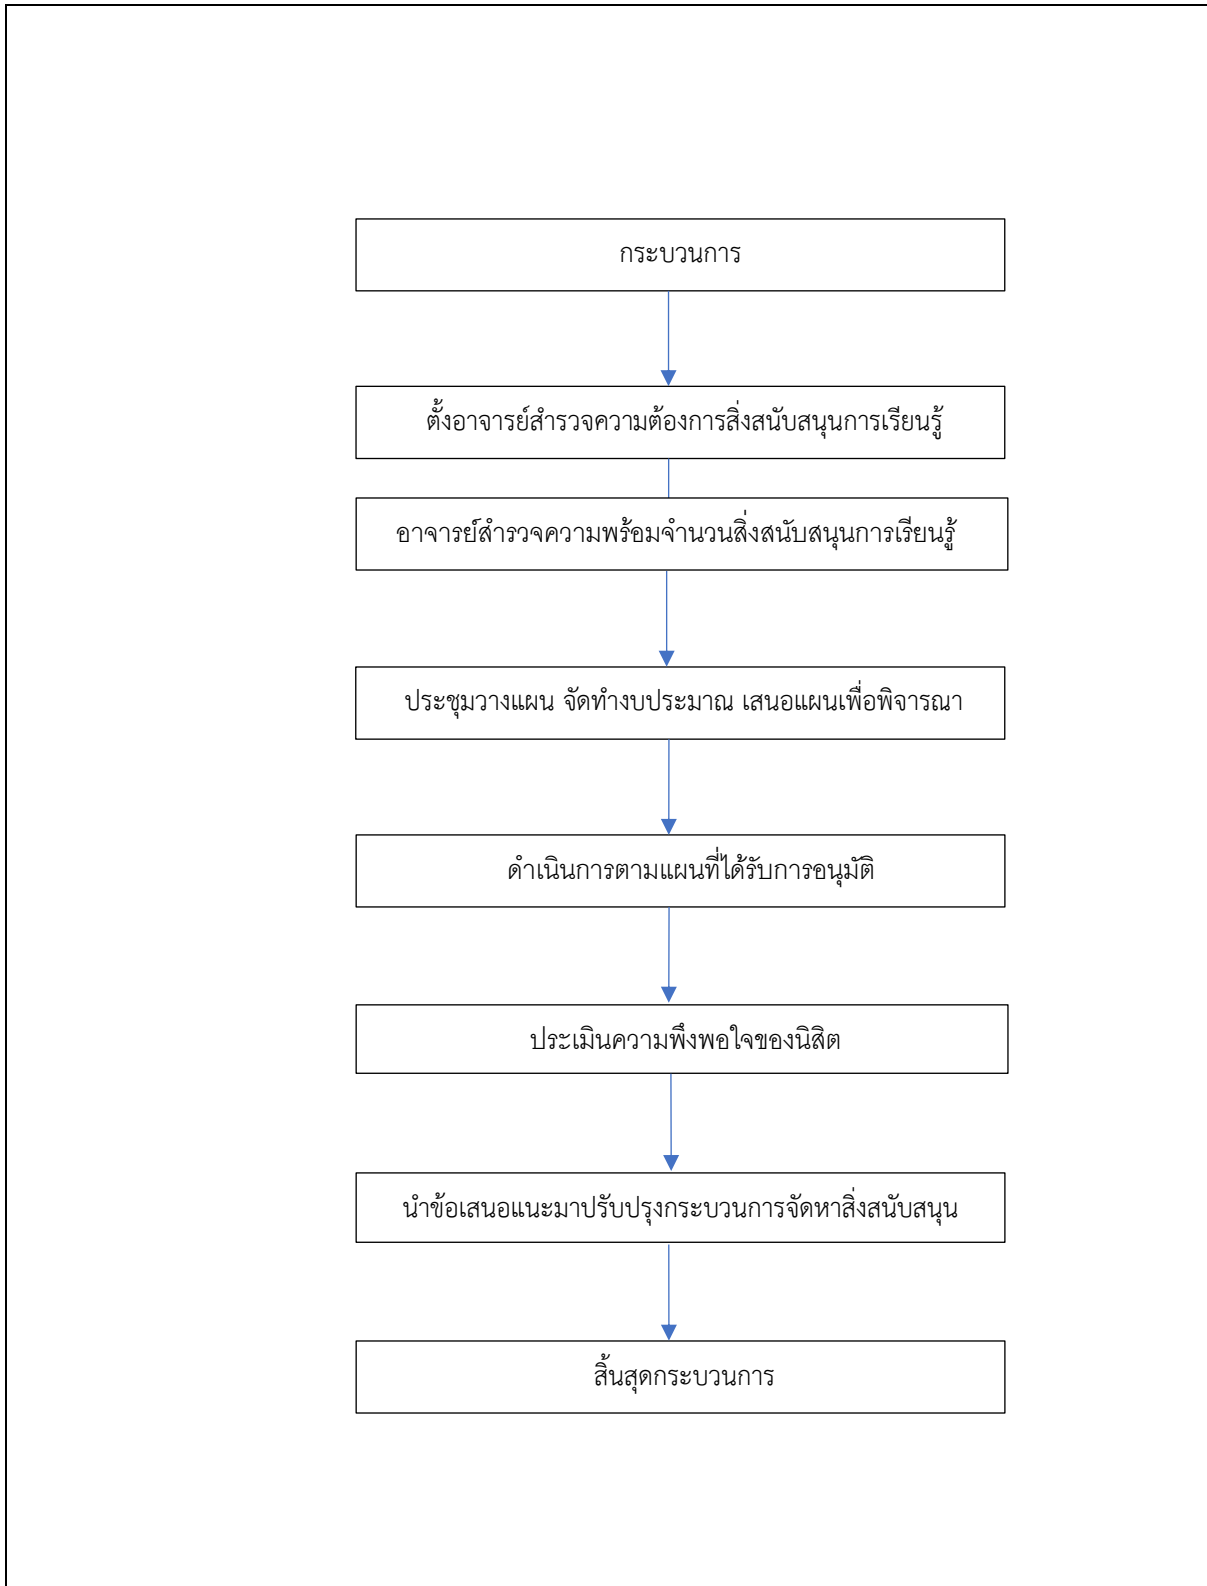 กระบวนการ
ตั้งอาจารย์สำรวจความต้องการสิ่งสนับสนุนการเรียนรู้
อาจารย์สำรวจความพร้อมจำนวนสิ่งสนับสนุนการเรียนรู้
ประชุมวางแผน จัดทำงบประมาณ เสนอแผนเพื่อพิจารณา
ดำเนินการตามแผนที่ได้รับการอนุมัติ
ประเมินความพึงพอใจของนิสิต
นำข้อเสนอแนะมาปรับปรุงกระบวนการจัดหาสิ่งสนับสนุน
สิ้นสุดกระบวนการ